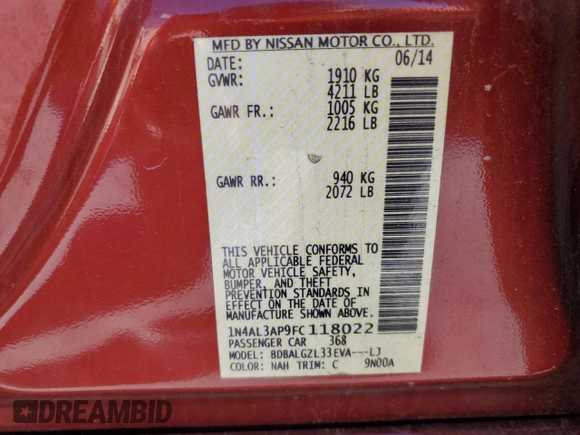 MFD BY NISSAN MOTOR CO., LTD.
DATE: 06/14
GVWR: 1910 KG
4211 LB
GAWR FR.: 1005 KG
2216 LB
GAWR RR.: 940 KG
2072 LB
THIS VEHICLE CONFORMS TO
ALL APPLICABLE FEDERAL
MOTOR VEHICLE SAFETY,
BUMPER, AND THEFT
PREVENTION STANDARDS IN
EFFECT ON THE DATE OF
MANUFACTURE SHOWN ABOVE.
1N4AL3AP9FC118022
PASSENGER CAR 368
MODEL: BDBALGZL33EVA---LJ
COLOR: NAH TRIM: C 9N00A
DREAMBID